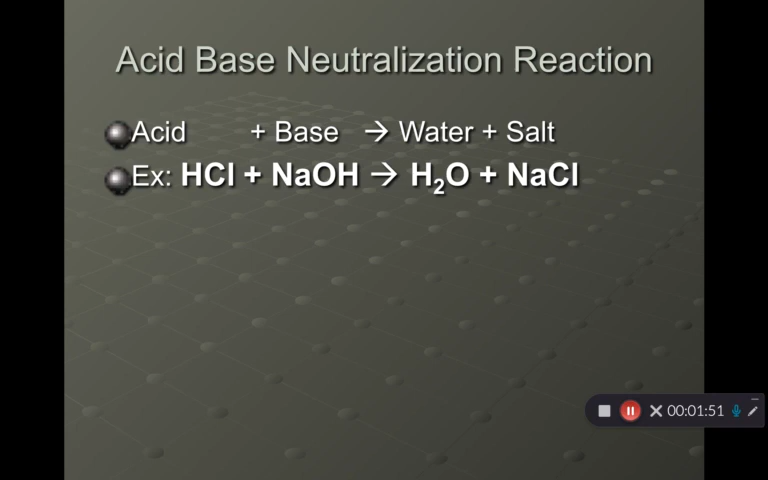 Acid Base Neutralization Reaction
Acid + Base → Water + Salt
Ex: HCl + NaOH → H₂O + NaCl
00:01:51